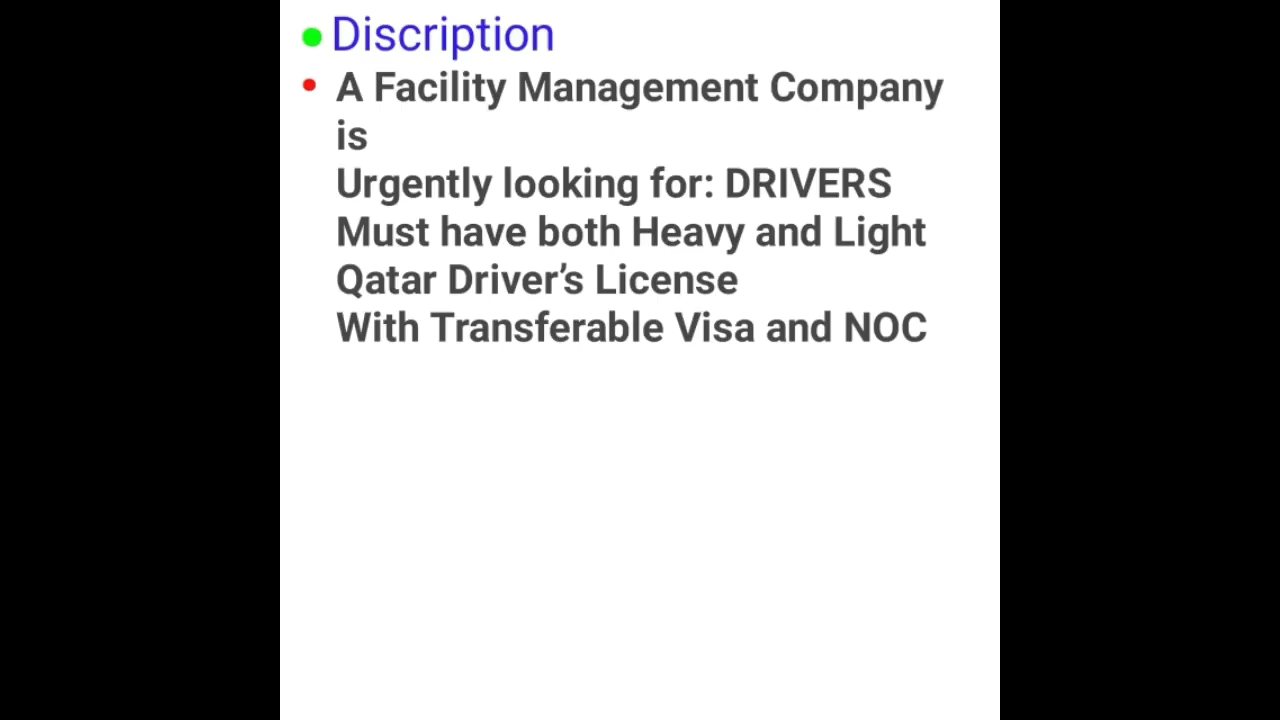 Discription
A Facility Management Company
is
Urgently looking for: DRIVERS
Must have both Heavy and Light
Qatar Driver’s License
With Transferable Visa and NOC